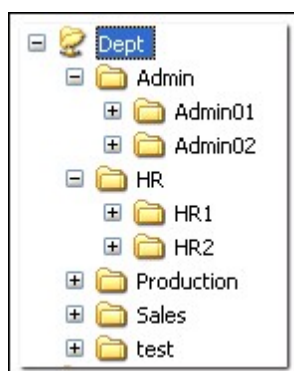 Dept
Admin
Admin01
Admin02
HR
HR1
HR2
Production
Sales
test